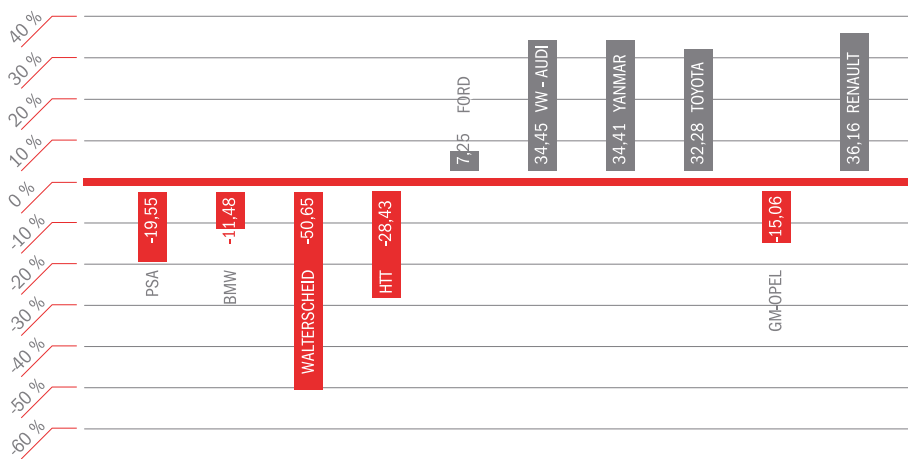 40 %
30 %
20 %
10 %
0 %
-10 %
-20 %
-30 %
-40 %
-50 %
-60 %
-19,55
PSA
-11,48
BMW
-50,65
WALTERSCHEID
-28,43
HTT
7,25 FORD
34,45 VW - AUDI
34,41 YANMAR
32,28 TOYOTA
-15,06
GM-OPEL
36,16 RENAULT